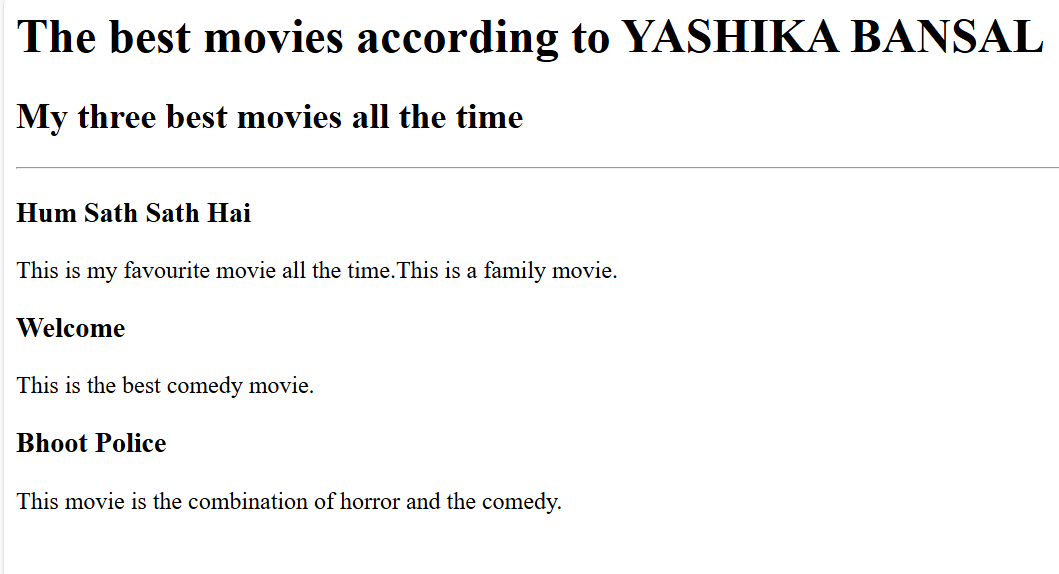 The best movies according to YASHIKA BANSAL
My three best movies all the time
Hum Sath Sath Hai
This is my favourite movie all the time.This is a family movie.
Welcome
This is the best comedy movie.
Bhoot Police
This movie is the combination of horror and the comedy.